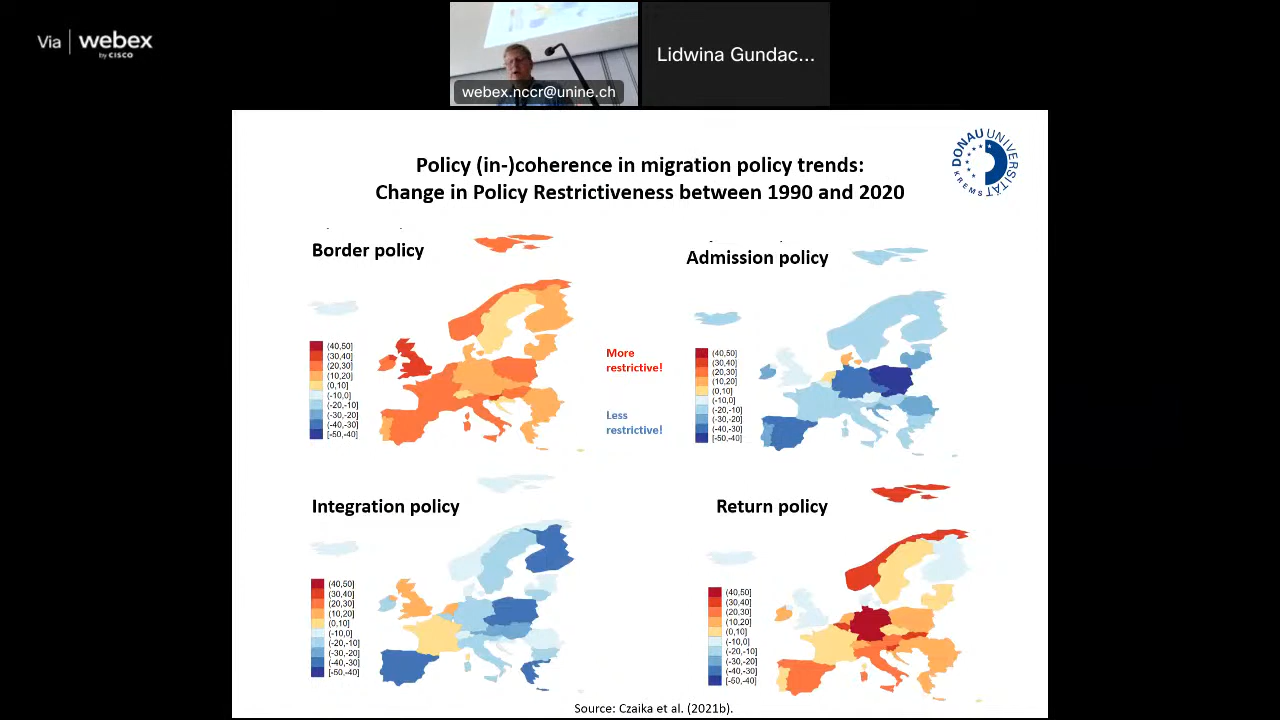 Via webex
by CISCO
webex.nccr@unine.ch
Lidwina Gundac...
DONAU UNIVERSITÄT KREMS
Policy (in-)coherence in migration policy trends:
Change in Policy Restrictiveness between 1990 and 2020
Border policy
(40,50]
(30,40]
(20,30]
(10,20]
(0,10]
(-10,0]
(-20,-10]
(-30,-20]
(-40,-30]
[-50,-40]
More
restrictive!
Less
restrictive!
Admission policy
(40,50]
(30,40]
(20,30]
(10,20]
(0,10]
(-10,0]
(-20,-10]
(-30,-20]
(-40,-30]
[-50,-40]
Integration policy
(40,50]
(30,40]
(20,30]
(10,20]
(0,10]
(-10,0]
(-20,-10]
(-30,-20]
(-40,-30]
[-50,-40]
Return policy
(40,50]
(30,40]
(20,30]
(10,20]
(0,10]
(-10,0]
(-20,-10]
(-30,-20]
(-40,-30]
[-50,-40]
Source: Czaika et al. (2021b).